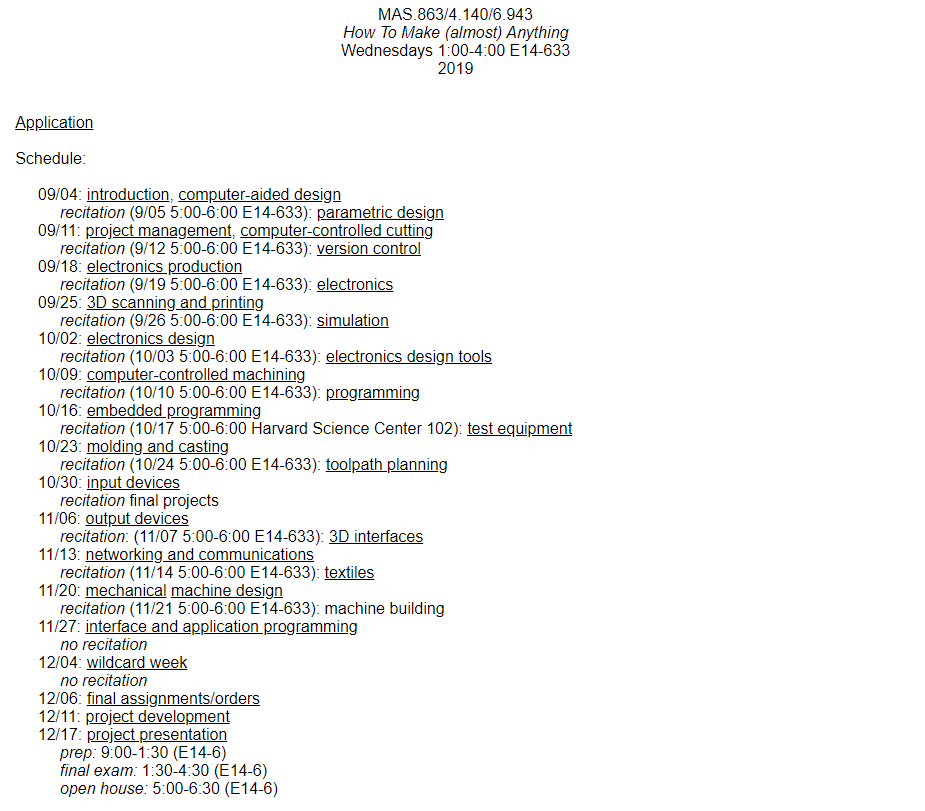 MAS.863/4.140/6.943
How To Make (almost) Anything
Wednesdays 1:00-4:00 E14-633
2019
Application
Schedule:
09/04: introduction, computer-aided design
recitation (9/05 5:00-6:00 E14-633): parametric design
09/11: project management, computer-controlled cutting
recitation (9/12 5:00-6:00 E14-633): version control
09/18: electronics production
recitation (9/19 5:00-6:00 E14-633): electronics
09/25: 3D scanning and printing
recitation (9/26 5:00-6:00 E14-633): simulation
10/02: electronics design
recitation (10/03 5:00-6:00 E14-633): electronics design tools
10/09: computer-controlled machining
recitation (10/10 5:00-6:00 E14-633): programming
10/16: embedded programming
recitation (10/17 5:00-6:00 Harvard Science Center 102): test equipment
10/23: molding and casting
recitation (10/24 5:00-6:00 E14-633): toolpath planning
10/30: input devices
recitation final projects
11/06: output devices
recitation: (11/07 5:00-6:00 E14-633): 3D interfaces
11/13: networking and communications
recitation (11/14 5:00-6:00 E14-633): textiles
11/20: mechanical machine design
recitation (11/21 5:00-6:00 E14-633): machine building
11/27: interface and application programming
no recitation
12/04: wildcard week
no recitation
12/06: final assignments/orders
12/11: project development
12/17: project presentation
prep: 9:00-1:30 (E14-6)
final exam: 1:30-4:30 (E14-6)
open house: 5:00-6:30 (E14-6)